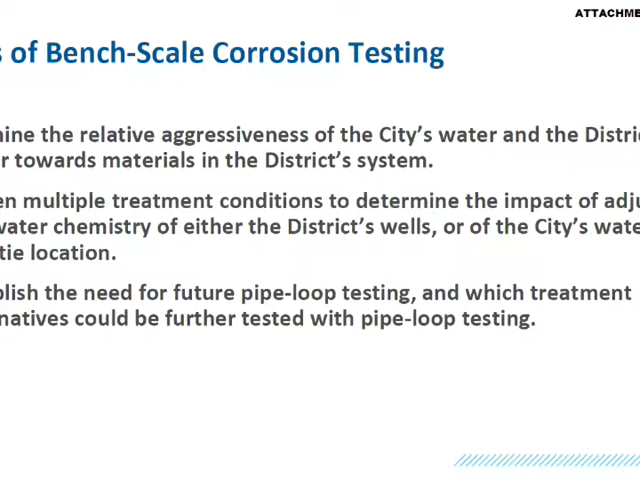 ATTACHME
s of Bench-Scale Corrosion Testing
nine the relative aggressiveness of the City’s water and the Distri
r towards materials in the District’s system.
en multiple treatment conditions to determine the impact of adju
water chemistry of either the District’s wells, or of the City’s wate
tie location.
blish the need for future pipe-loop testing, and which treatment
natives could be further tested with pipe-loop testing.